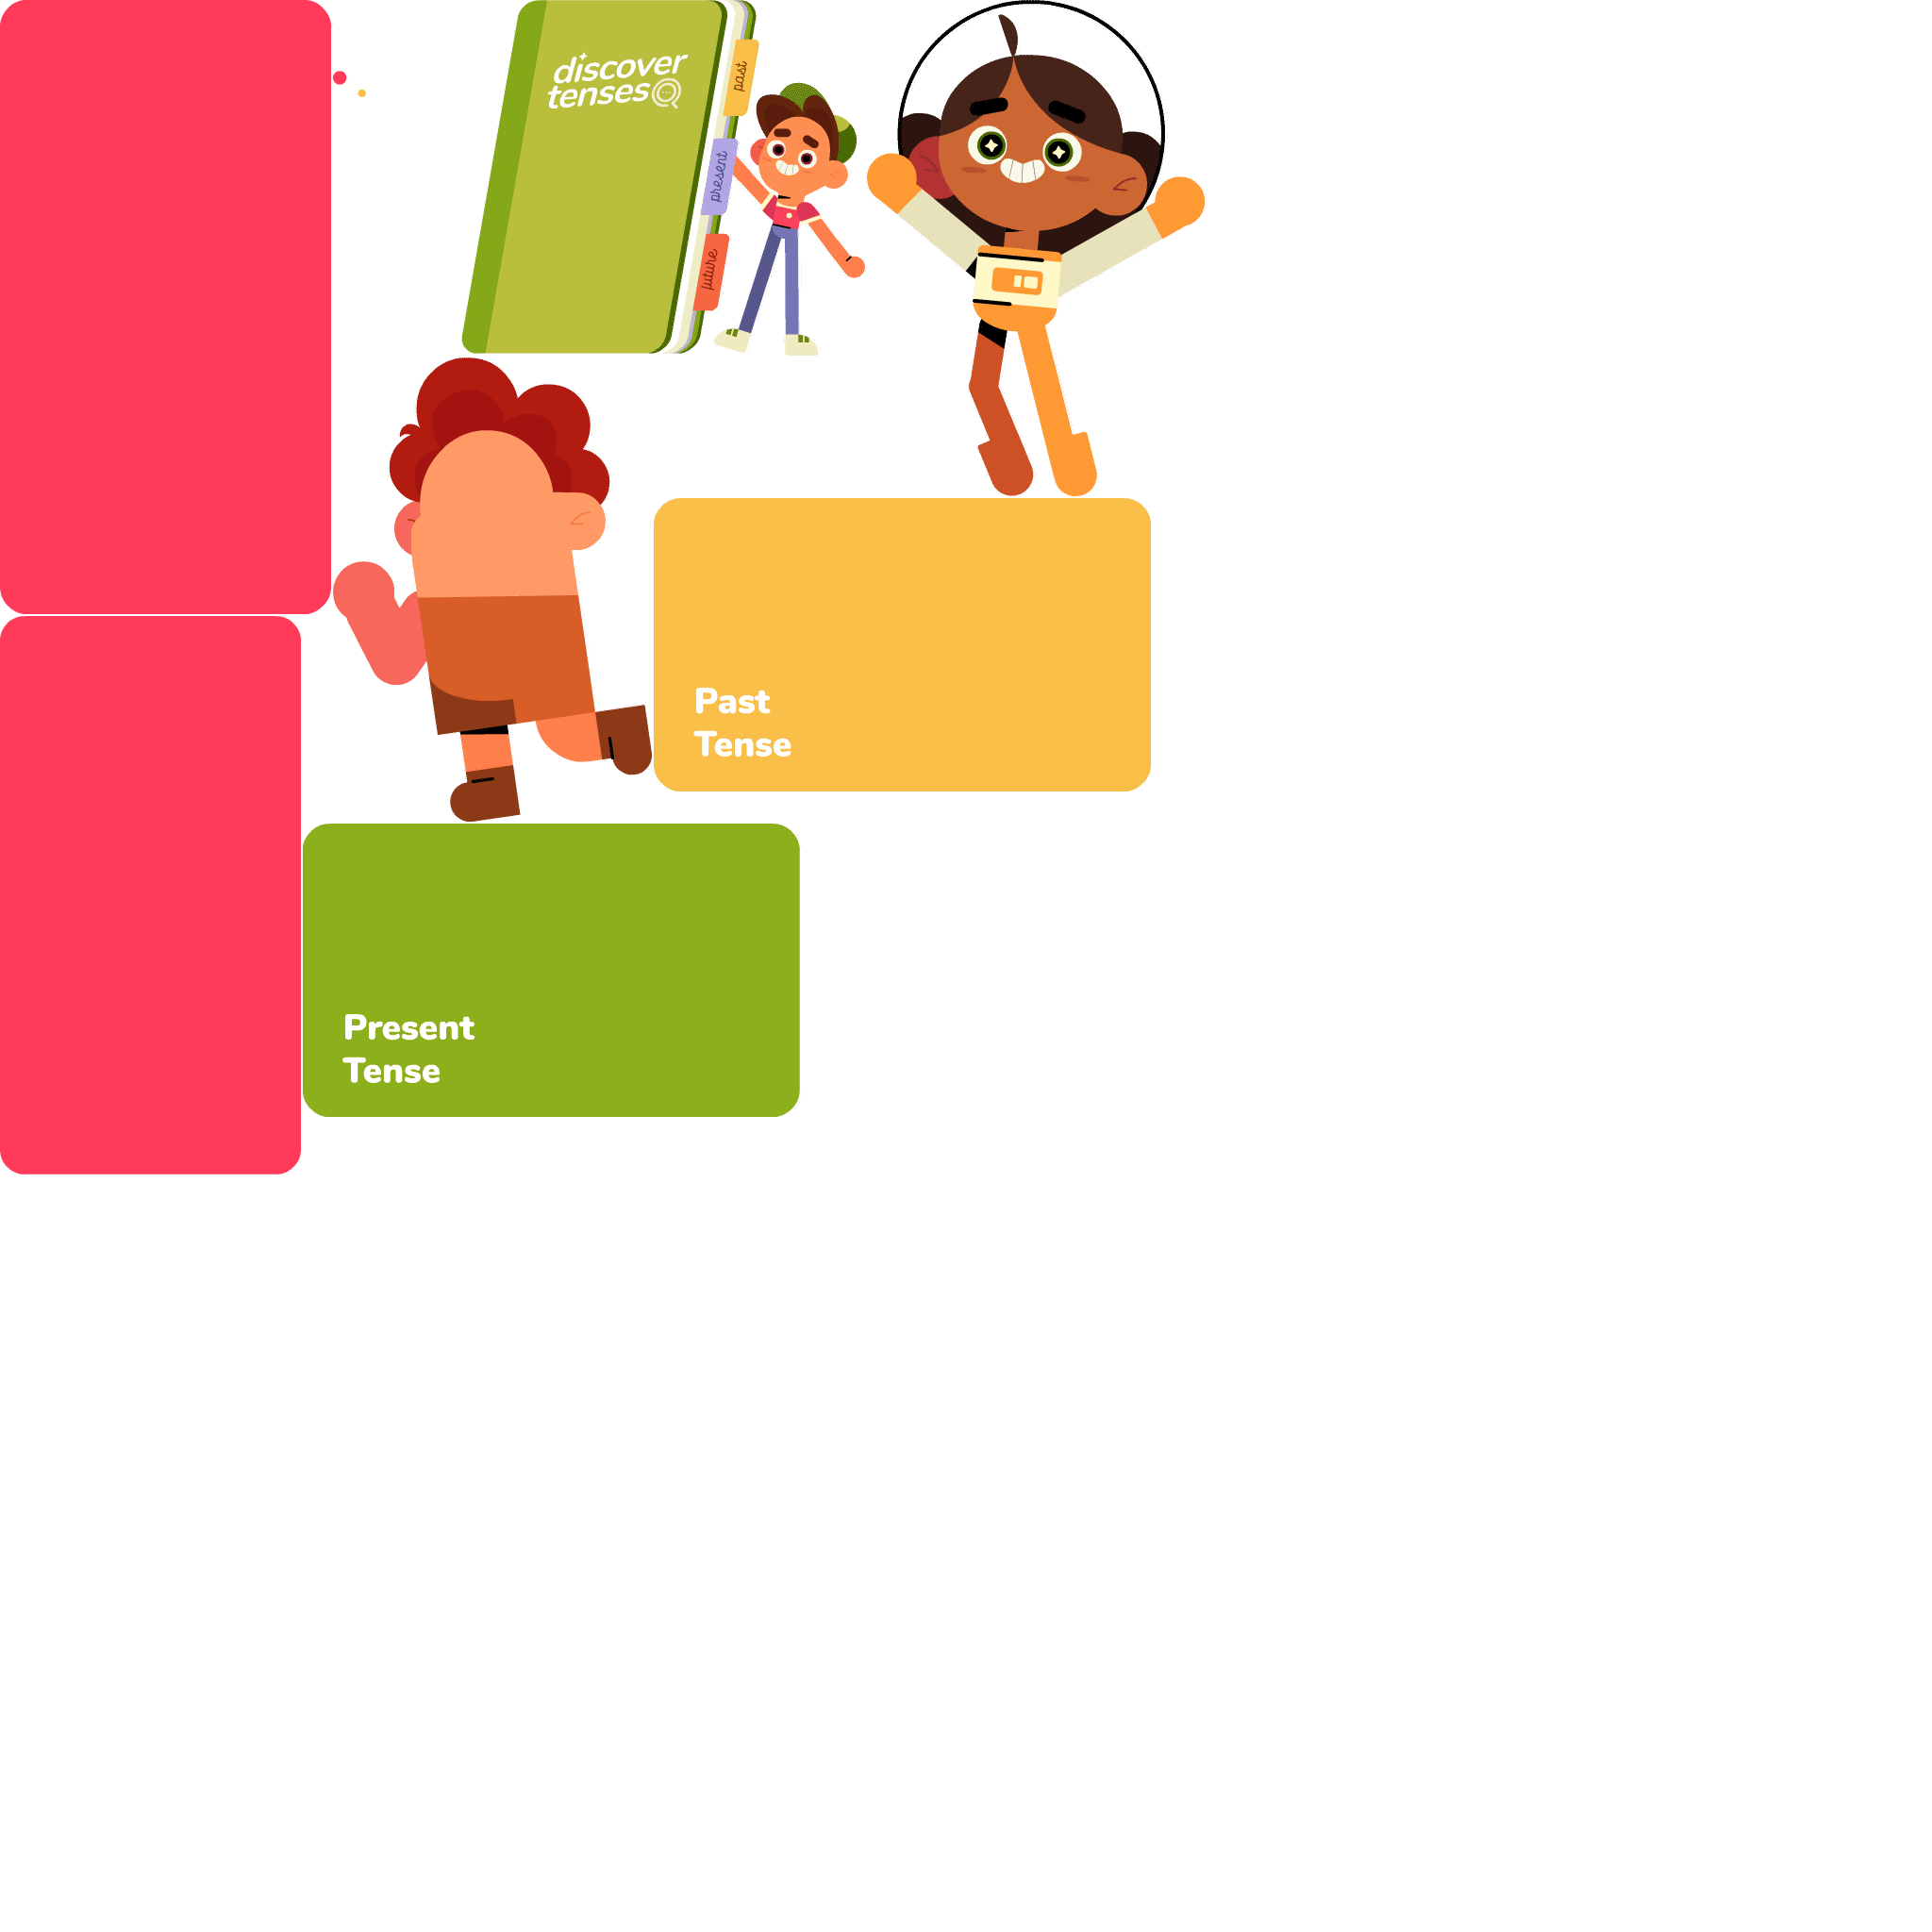 discover
tenses
past
present
future
Past
Tense
Present
Tense